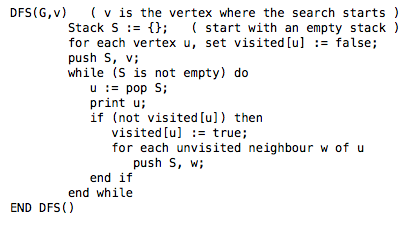 DFS(G,v)   ( v is the vertex where the search starts )
        Stack S := {};   ( start with an empty stack )
        for each vertex u, set visited[u] := false;
        push S, v;
        while (S is not empty) do
           u := pop S;
           print u;
           if (not visited[u]) then
              visited[u] := true;
              for each unvisited neighbour w of u
                 push S, w;
           end if
        end while
END DFS()